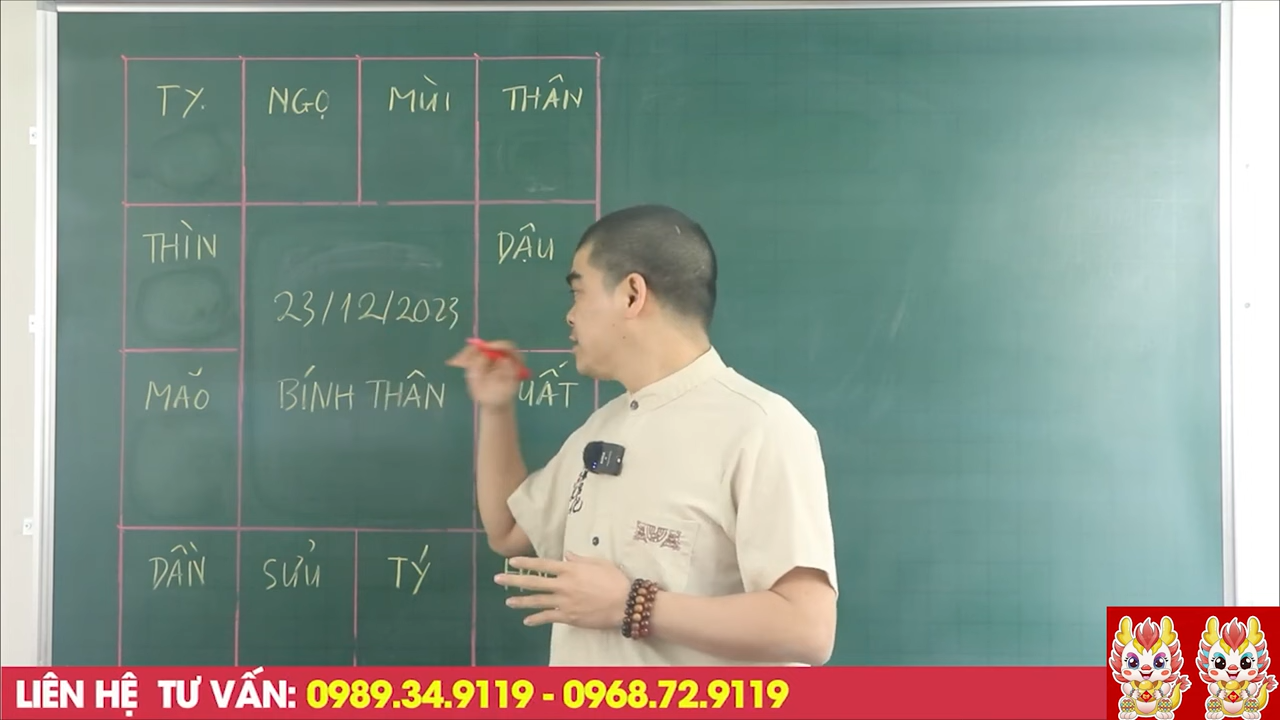 TỴ. NGỌ MÙI THÂN
THÌN DẬU
23/12/2023
MÃO BÍNH THÂN
DẦN SỬU TÝ
LIÊN HỆ TƯ VẤN: 0989.34.9119 - 0968.72.9119